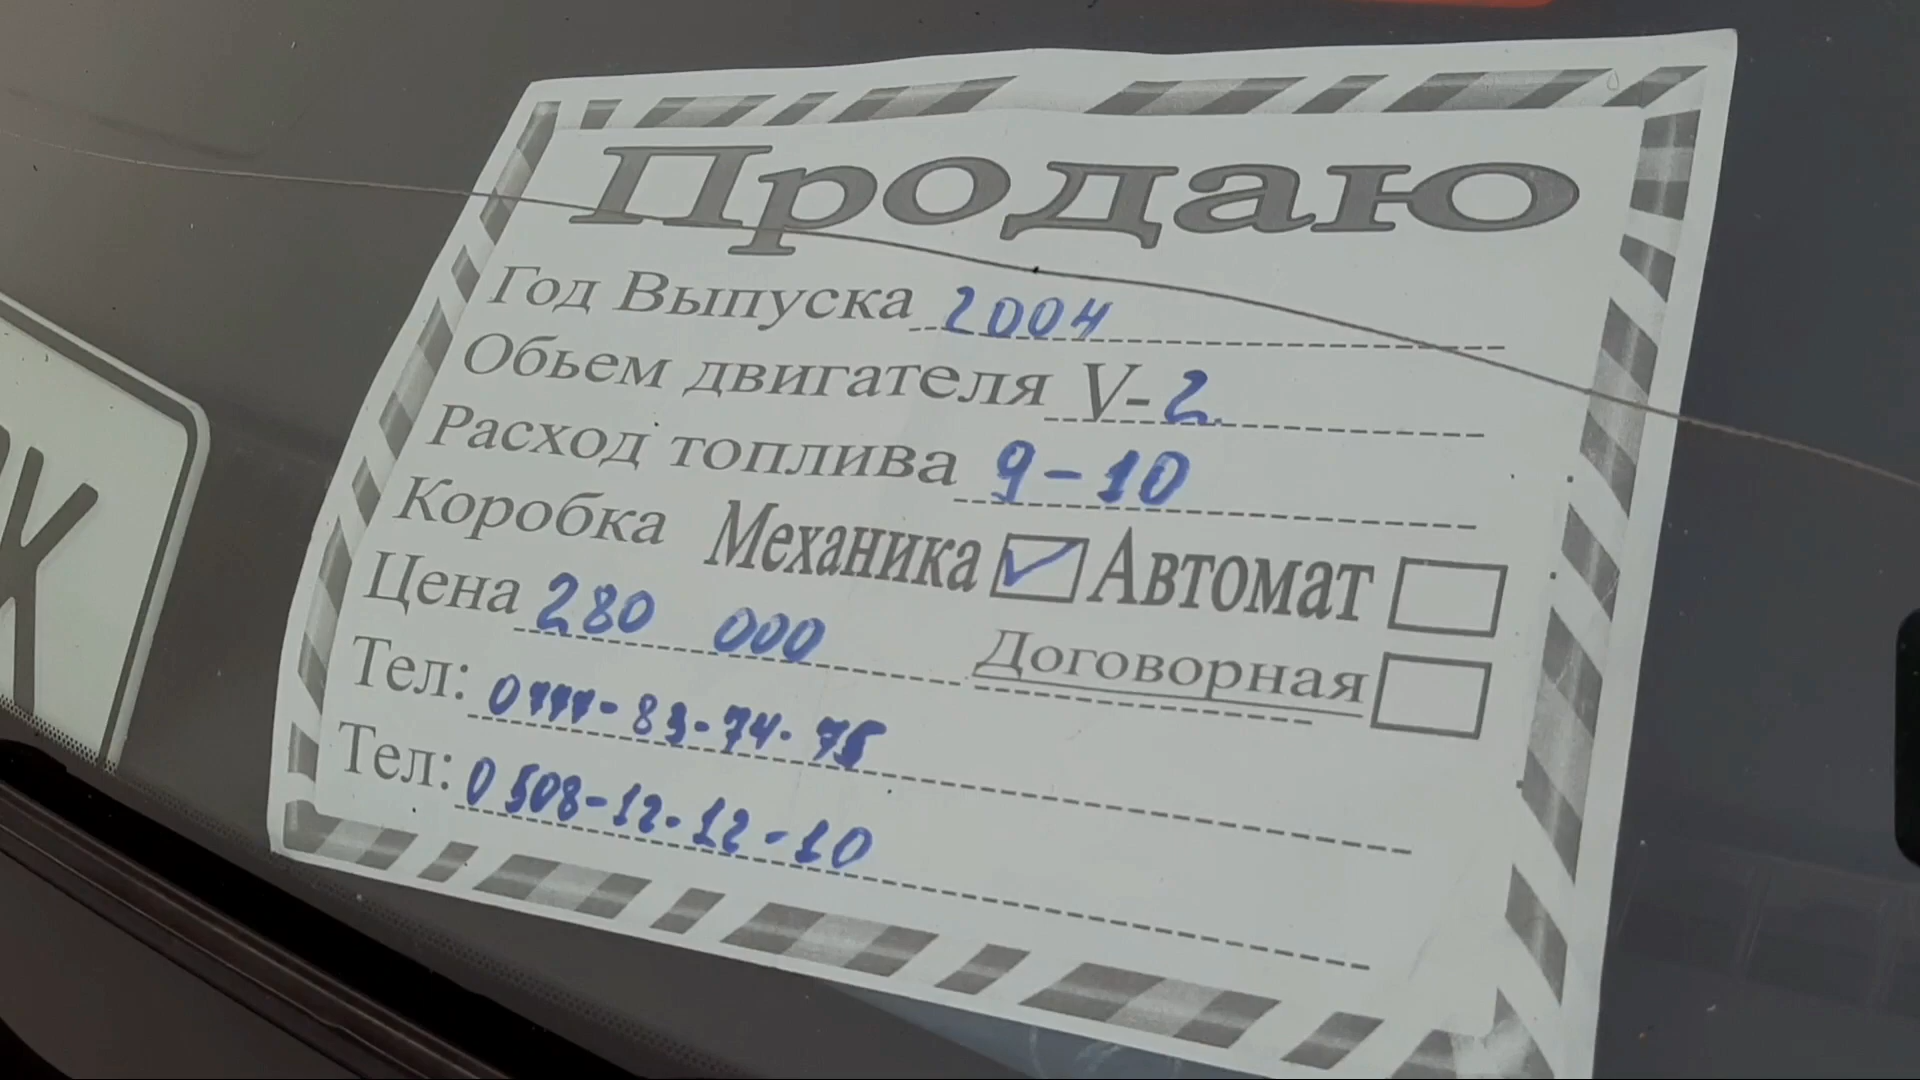 Продаю
Год Выпуска 2004
Обьем двигателя V-2.
Расход топлива 9-10
Коробка Механика Автомат
Цена 280 000 Договорная
Тел: 0777-83-74-75
Тел: 0508-12-12-10